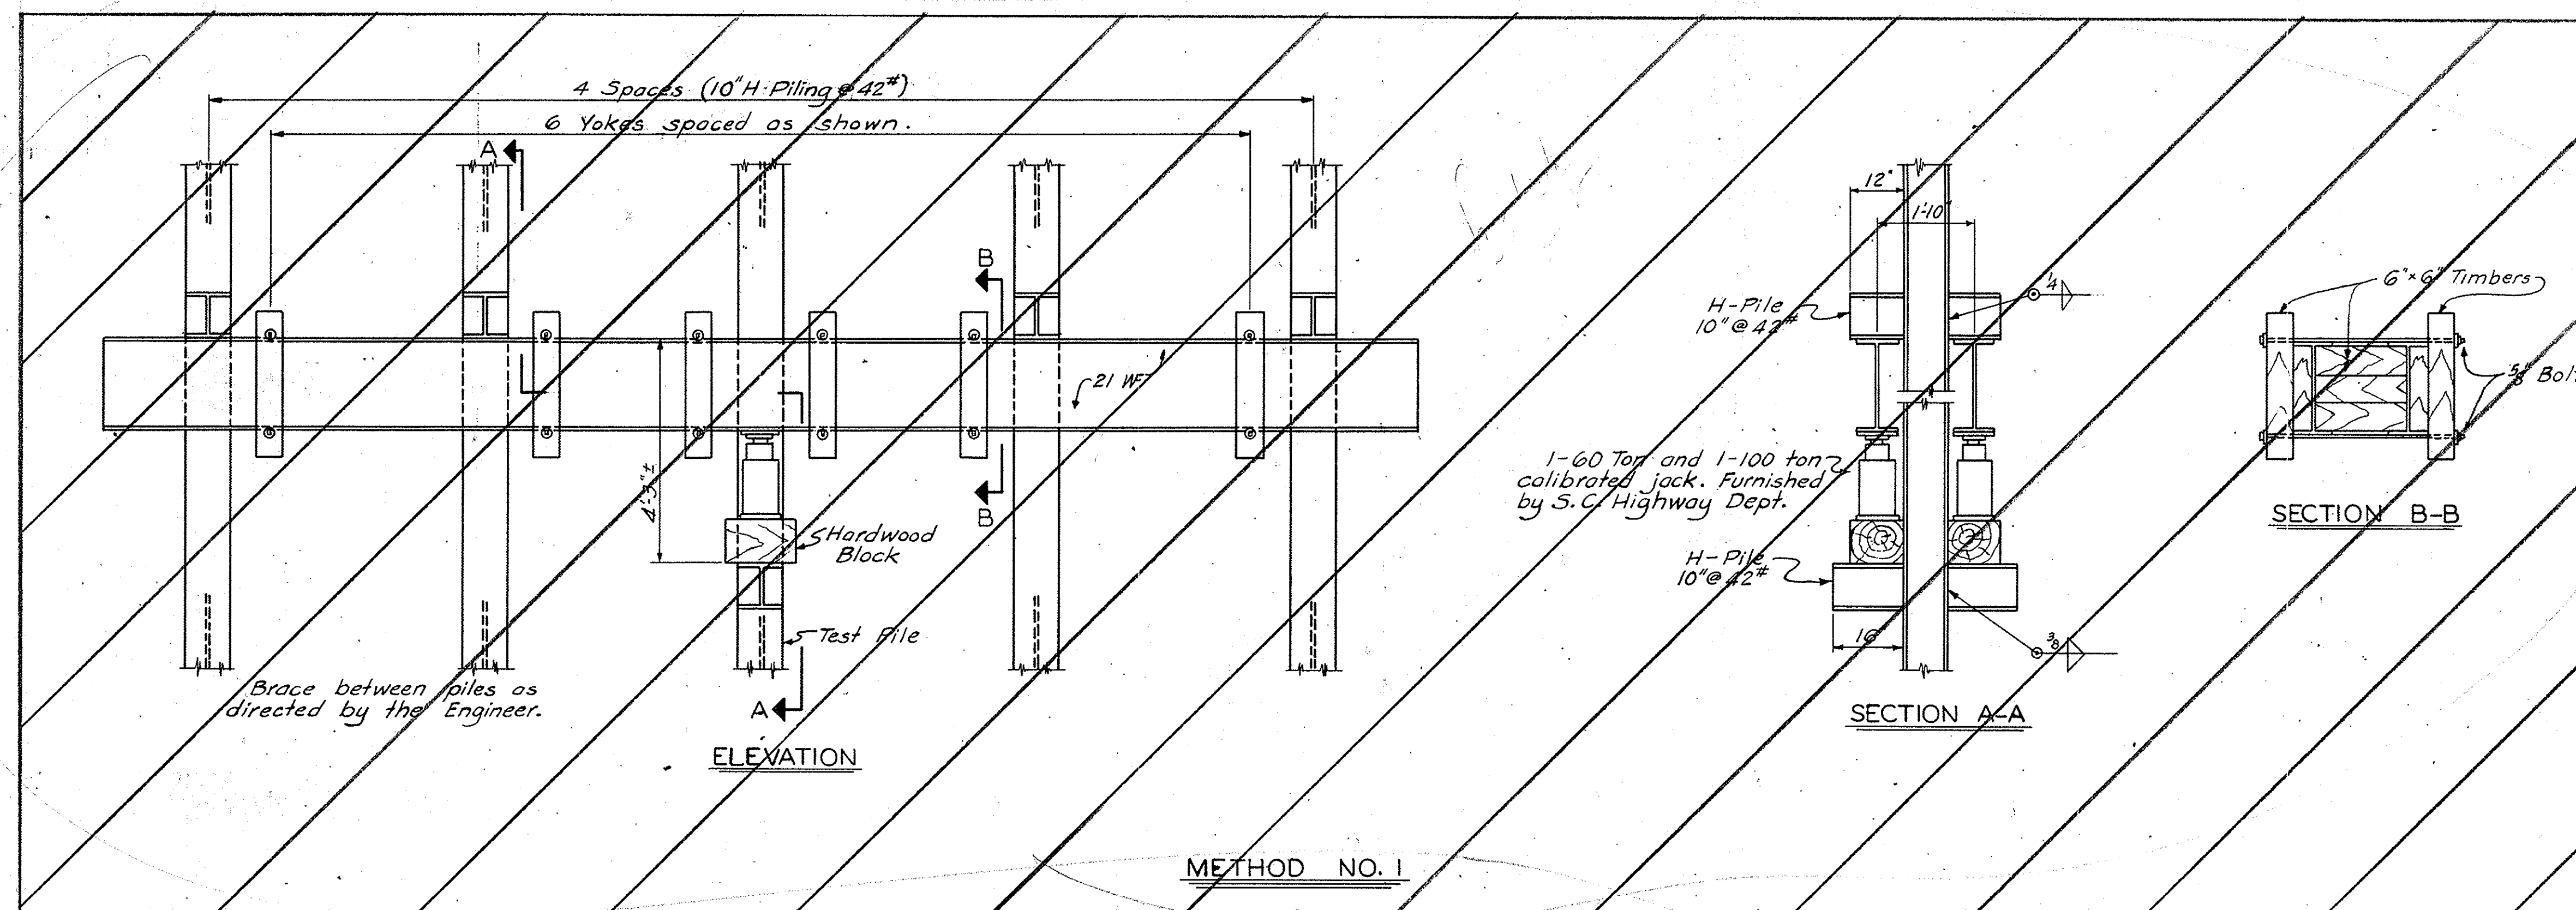 4 Spaces (10" H-Piling @ 42#)
6 Yokes spaced as shown.
A
B
21 WF
4'-3"±
B
Hardwood
Block
Test Pile
Brace between piles as
directed by the Engineer.
A
ELEVATION
12"
1'-10"
H-Pile
10" @ 42#
1/4
1-60 Ton and 1-100 ton
calibrated jack. Furnished
by S.C. Highway Dept.
H-Pile
10" @ 42#
16"
3/8
SECTION A-A
6" x 6" Timbers
5/8
SECTION B-B
METHOD NO. 1